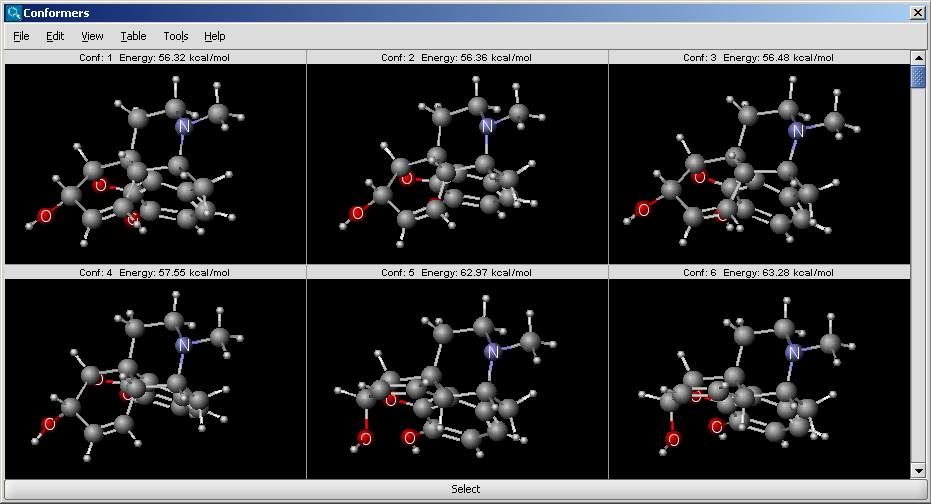 Conformers
File Edit View Table Tools Help
Conf: 1 Energy: 56.32 kcal/mol
Conf: 2 Energy: 56.36 kcal/mol
Conf: 3 Energy: 56.48 kcal/mol
N
O
O
N
O
O
N
O
O
Conf: 4 Energy: 57.55 kcal/mol
Conf: 5 Energy: 62.97 kcal/mol
Conf: 6 Energy: 63.28 kcal/mol
N
O
N
O
O
O
N
O
O
Select